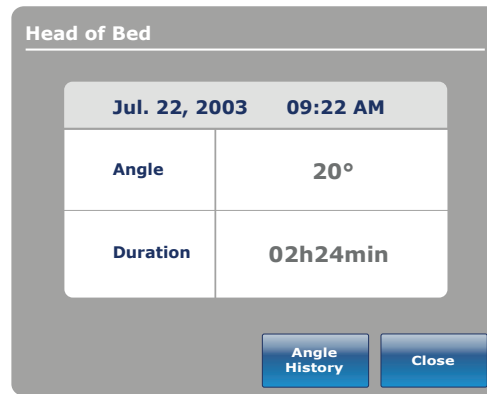 Head of Bed
Jul. 22, 2003 09:22 AM
Angle 20°
Duration 02h24min
Angle
History
Close